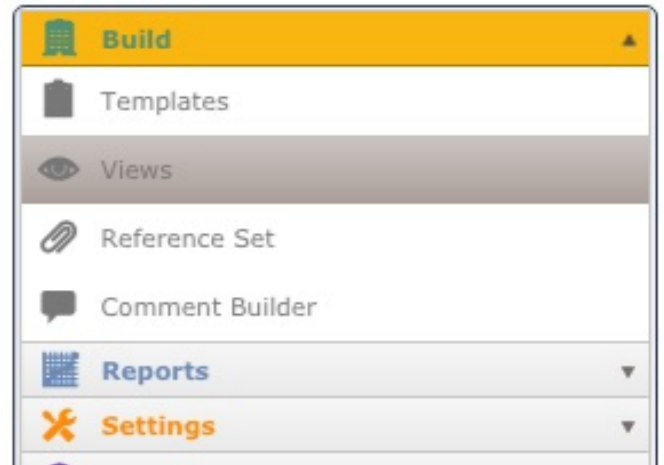 Build
Templates
Views
Reference Set
Comment Builder
Reports
Settings